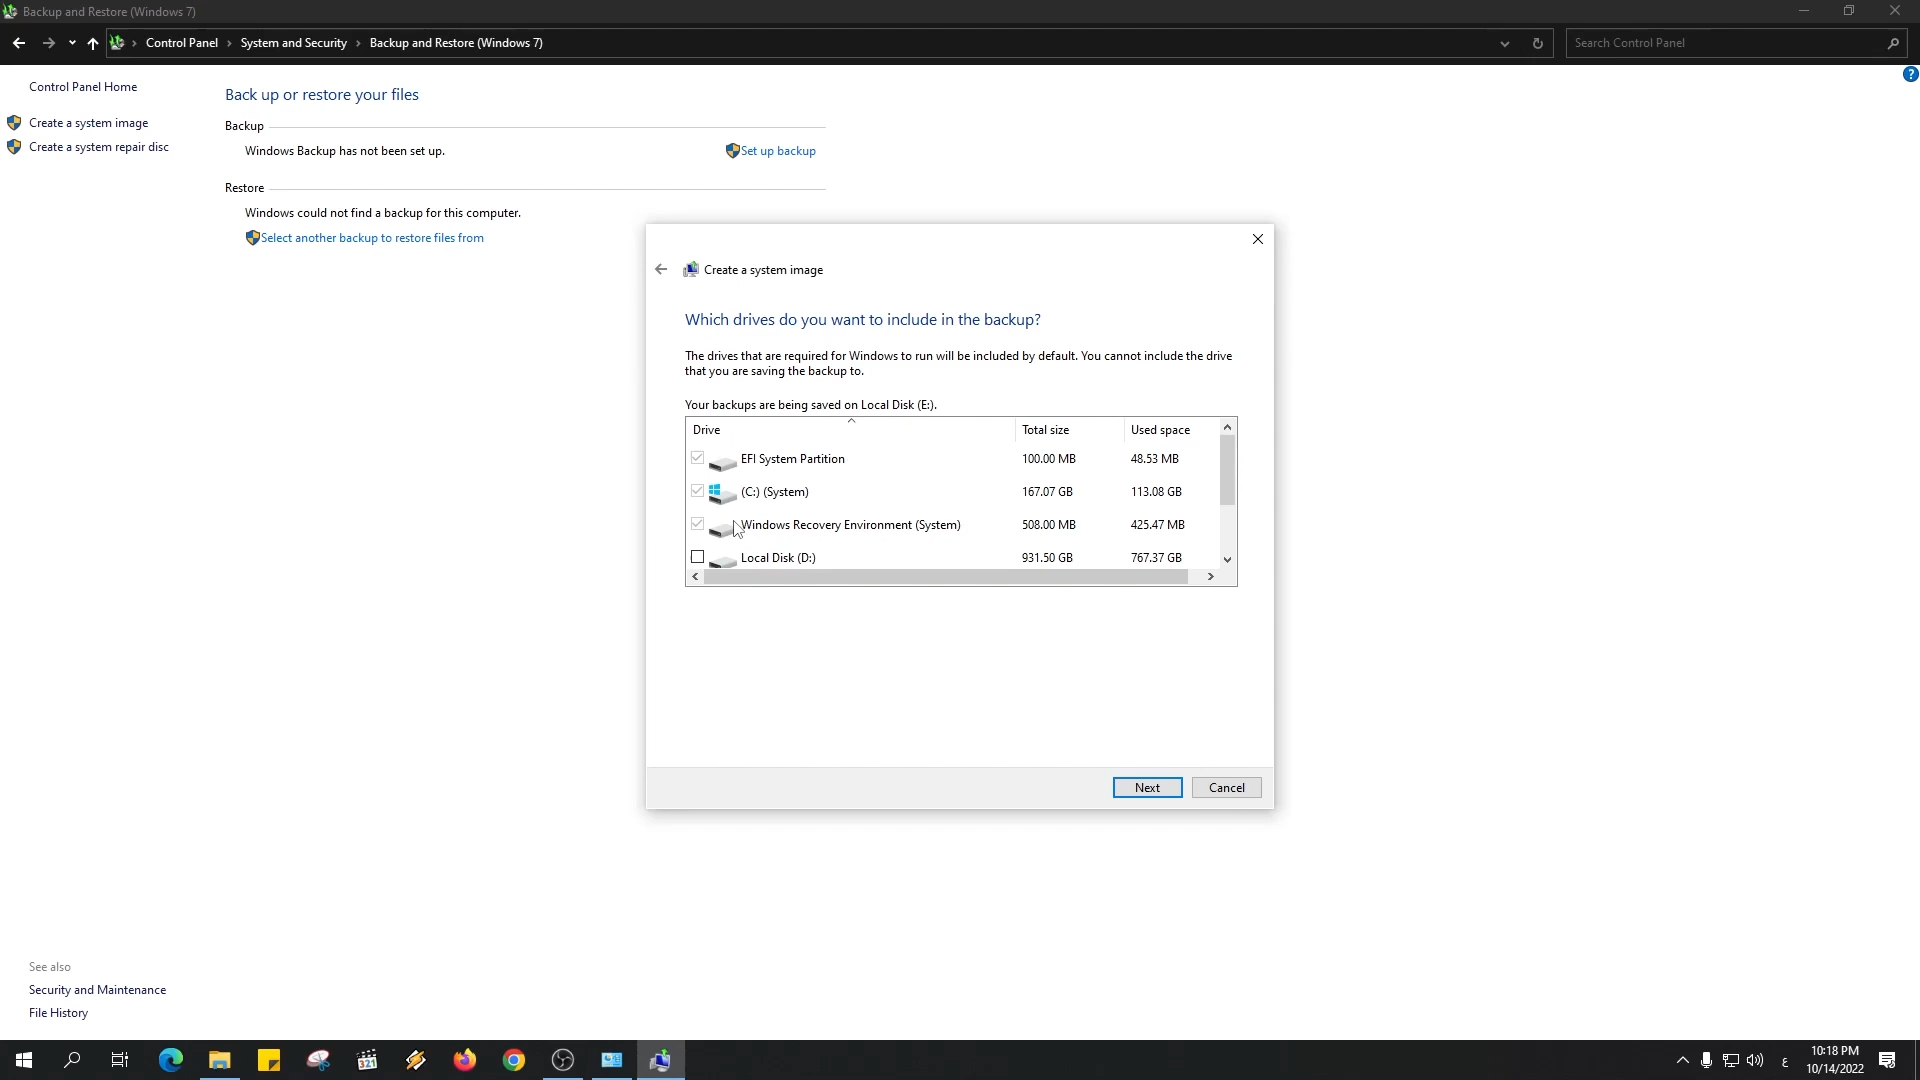 Backup and Restore (Windows 7)
Control Panel > System and Security > Backup and Restore (Windows 7)
Search Control Panel
Control Panel Home
Create a system image
Create a system repair disc
Back up or restore your files
Backup
Windows Backup has not been set up.
Set up backup
Restore
Windows could not find a backup for this computer.
Select another backup to restore files from
Create a system image
Which drives do you want to include in the backup?
The drives that are required for Windows to run will be included by default. You cannot include the drive
that you are saving the backup to.
Your backups are being saved on Local Disk (E:).
Drive Total size Used space
EFI System Partition 100.00 MB 48.53 MB
(C:) (System) 167.07 GB 113.08 GB
Windows Recovery Environment (System) 508.00 MB 425.47 MB
Local Disk (D:) 931.50 GB 767.37 GB
Next
Cancel
See also
Security and Maintenance
File History
321
ع
10:18 PM
10/14/2022